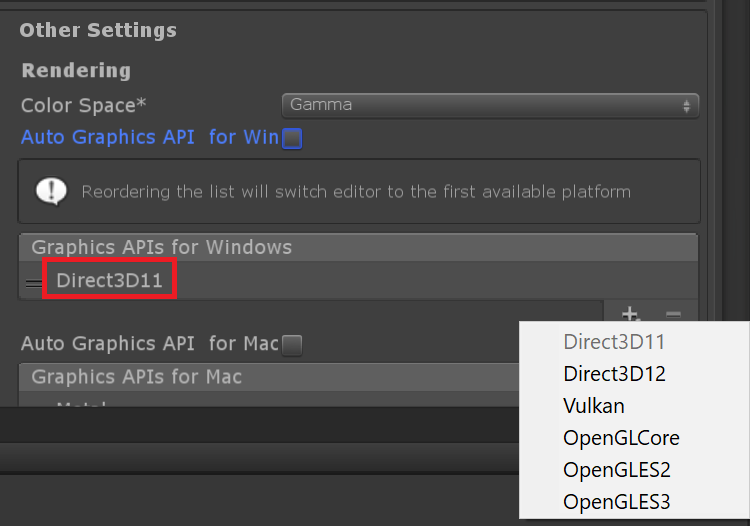 Other Settings
Rendering
Color Space* Gamma
Auto Graphics API for Win
Reordering the list will switch editor to the first available platform
Graphics APIs for Windows
Direct3D11
Auto Graphics API for Mac
Graphics APIs for Mac
Metal
Direct3D11
Direct3D12
Vulkan
OpenGLCore
OpenGLES2
OpenGLES3